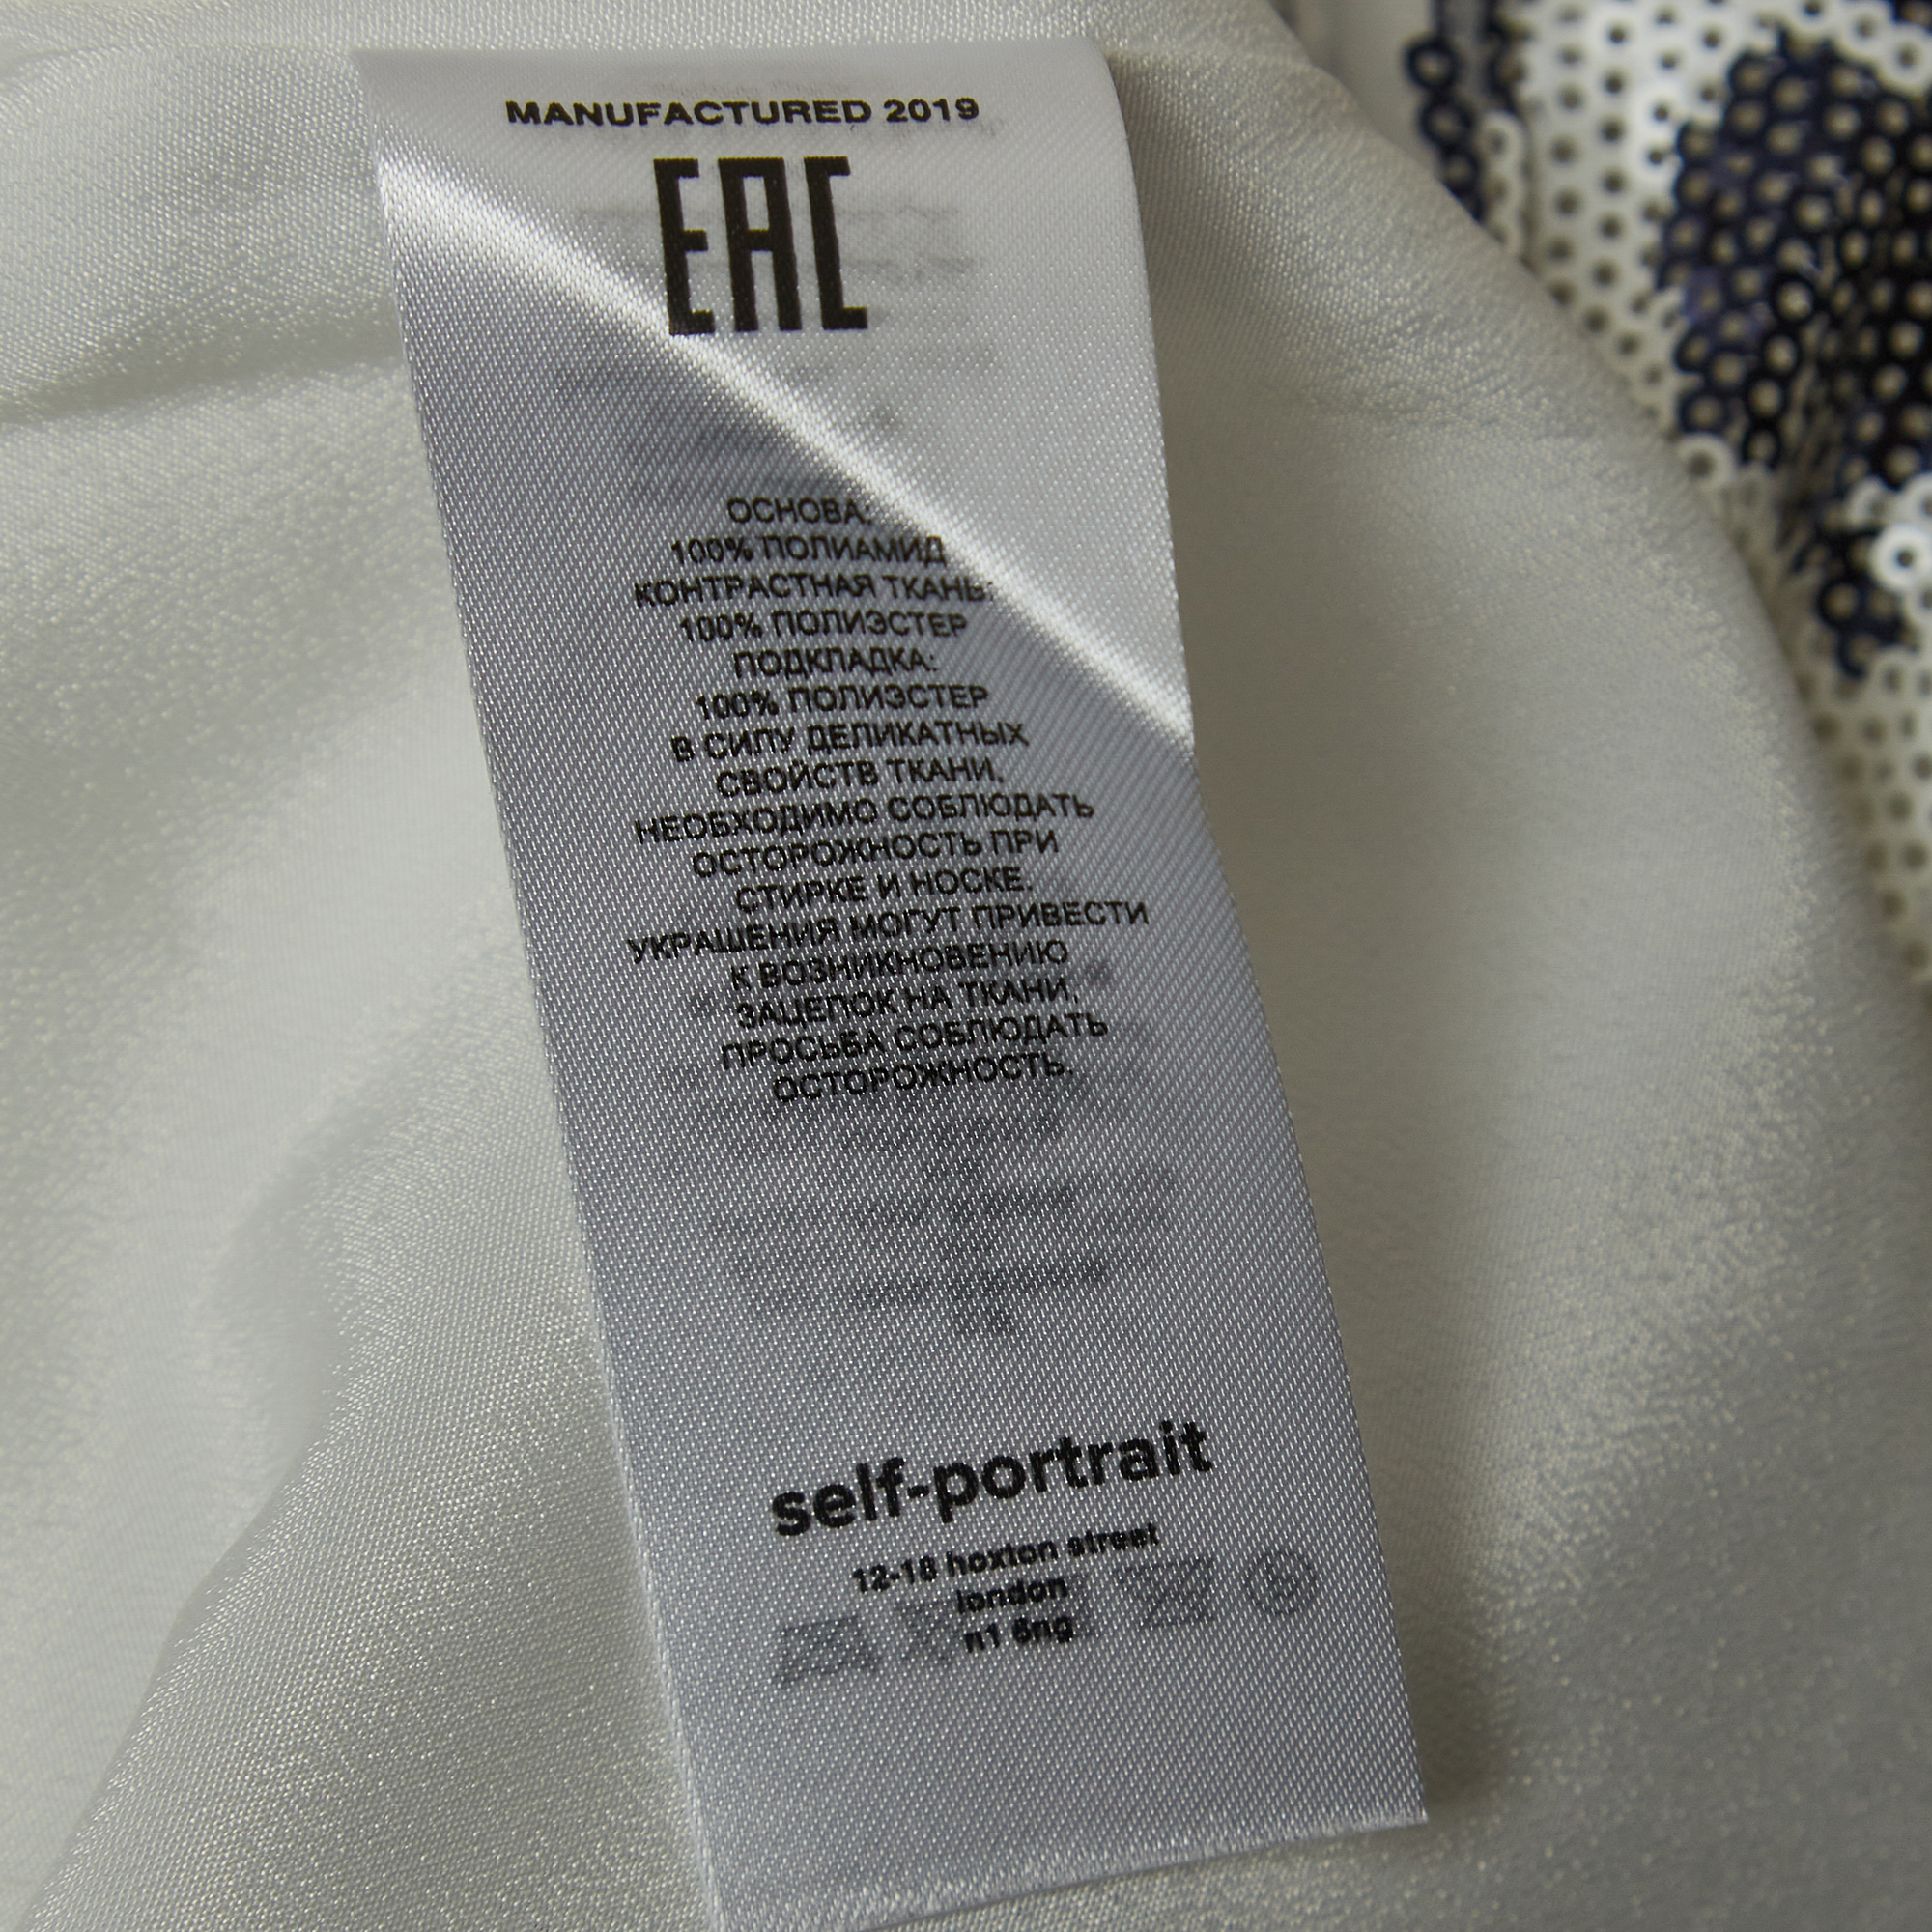 MANUFACTURED 2019
EAC
ОСНОВА:
100% ПОЛИАМИД
КОНТРАСТНАЯ ТКАНЬ:
100% ПОЛИЭСТЕР
ПОДКЛАДКА:
100% ПОЛИЭСТЕР
В СИЛУ ДЕЛИКАТНЫХ
СВОЙСТВ ТКАНИ,
НЕОБХОДИМО СОБЛЮДАТЬ
ОСТОРОЖНОСТЬ ПРИ
СТИРКЕ И НОСКЕ.
УКРАШЕНИЯ МОГУТ ПРИВЕСТИ
К ВОЗНИКНОВЕНИЮ
ЗАЦЕПОК НА ТКАНИ,
ПРОСЬБА СОБЛЮДАТЬ
ОСТОРОЖНОСТЬ.
self-portrait
12-18 hoxton street
london
n1 6ng